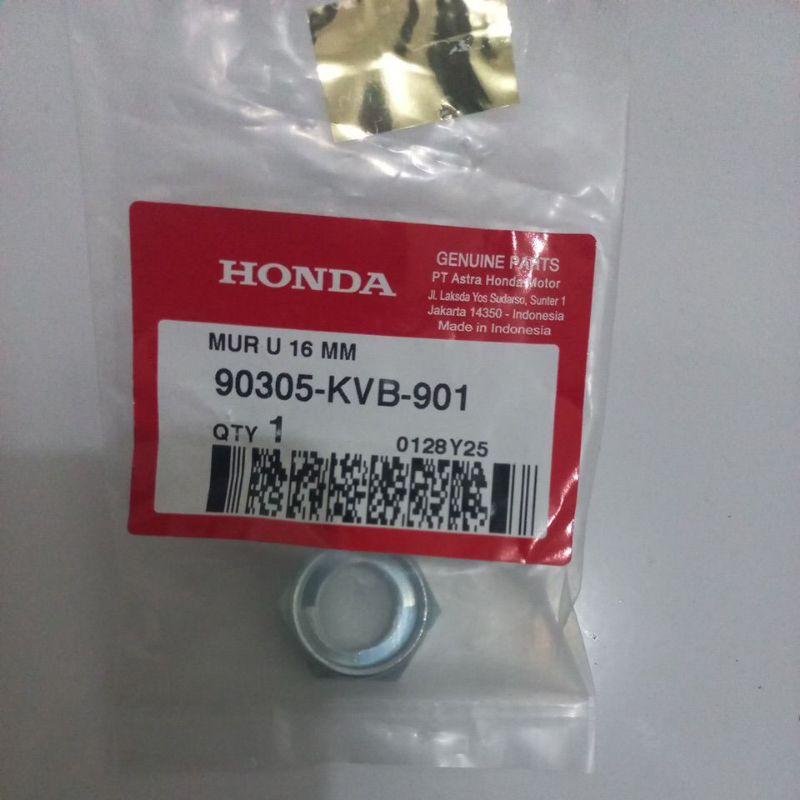 HONDA
GENUINE PARTS
PT Astra Honda Motor
Jl. Laksda Yos Sudarso, Sunter 1
Jakarta 14350 - Indonesia
Made in Indonesia
MUR U 16 MM
90305-KVB-901
QTY 1
0128Y25